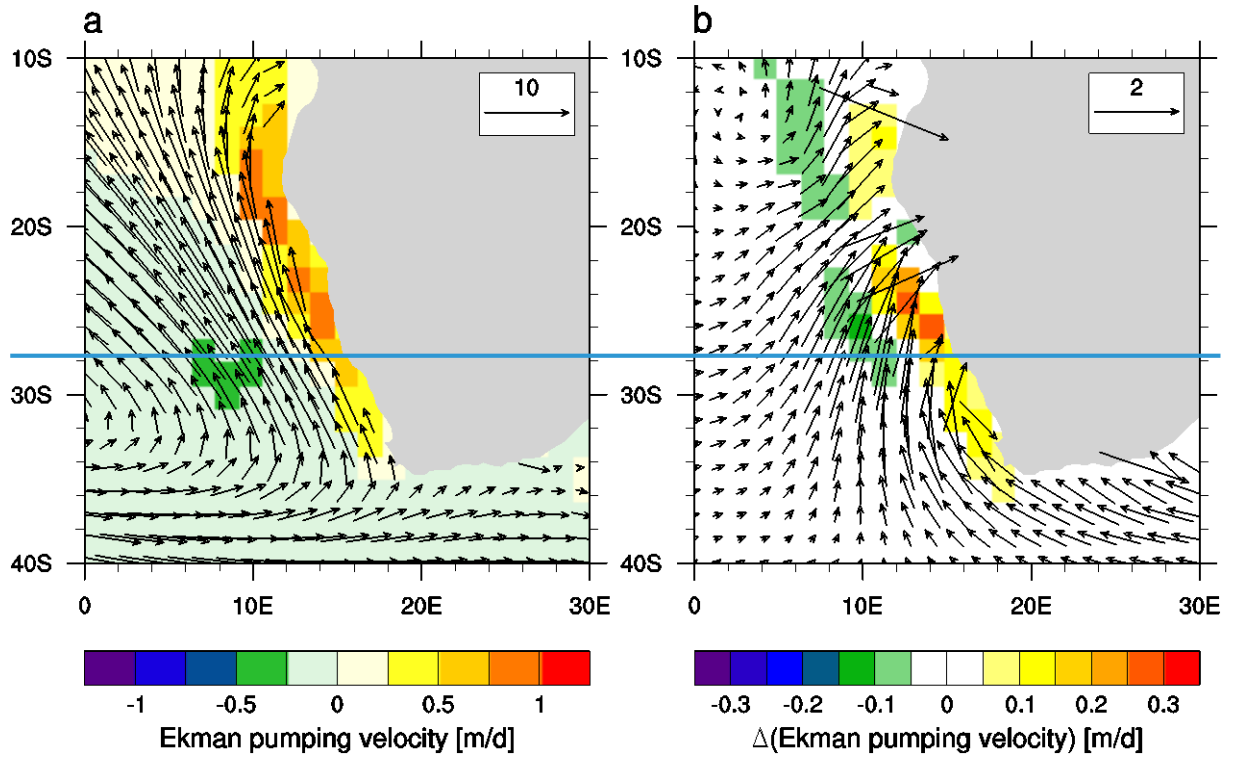 a
b
10S
20S
30S
40S
0
10E
20E
30E
10
10S
20S
30S
40S
0
10E
20E
30E
2
-1
-0.5
0
0.5
1
Ekman pumping velocity [m/d]
-0.3
-0.2
-0.1
0
0.1
0.2
0.3
Δ(Ekman pumping velocity) [m/d]